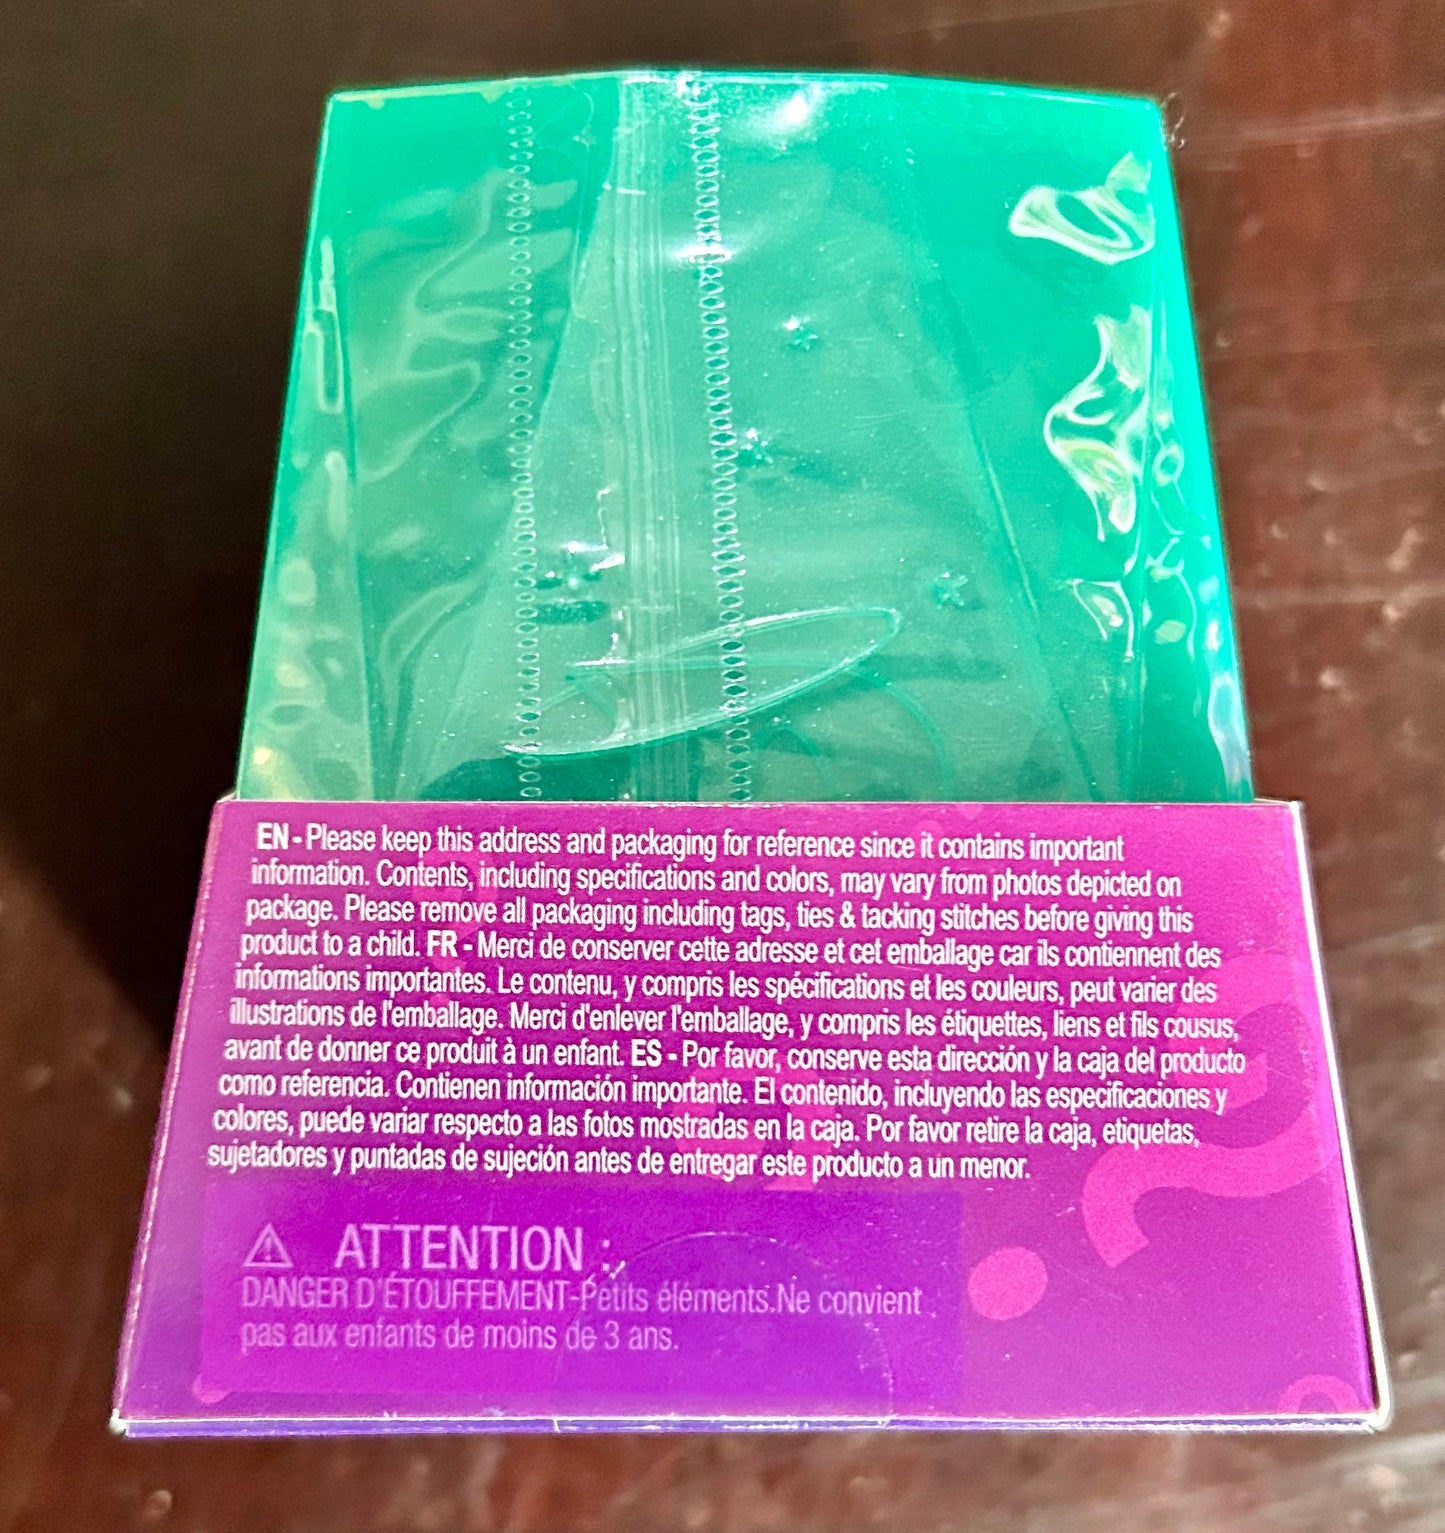 EN - Please keep this address and packaging for reference since it contains important
information. Contents, including specifications and colors, may vary from photos depicted on
package. Please remove all packaging including tags, ties & tacking stitches before giving this
product to a child. FR - Merci de conserver cette adresse et cet emballage car ils contiennent des
informations importantes. Le contenu, y compris les spécifications et les couleurs, peut varier des
illustrations de l'emballage. Merci d'enlever l'emballage, y compris les étiquettes, liens et fils cousus,
avant de donner ce produit à un enfant. ES - Por favor, conserve esta dirección y la caja del producto
como referencia. Contienen información importante. El contenido, incluyendo las especificaciones y
colores, puede variar respecto a las fotos mostradas en la caja. Por favor retire la caja, etiquetas,
sujetadores y puntadas de sujeción antes de entregar este producto a un menor.
⚠ ATTENTION :
DANGER D'ÉTOUFFEMENT-Petits éléments.Ne convient
pas aux enfants de moins de 3 ans.